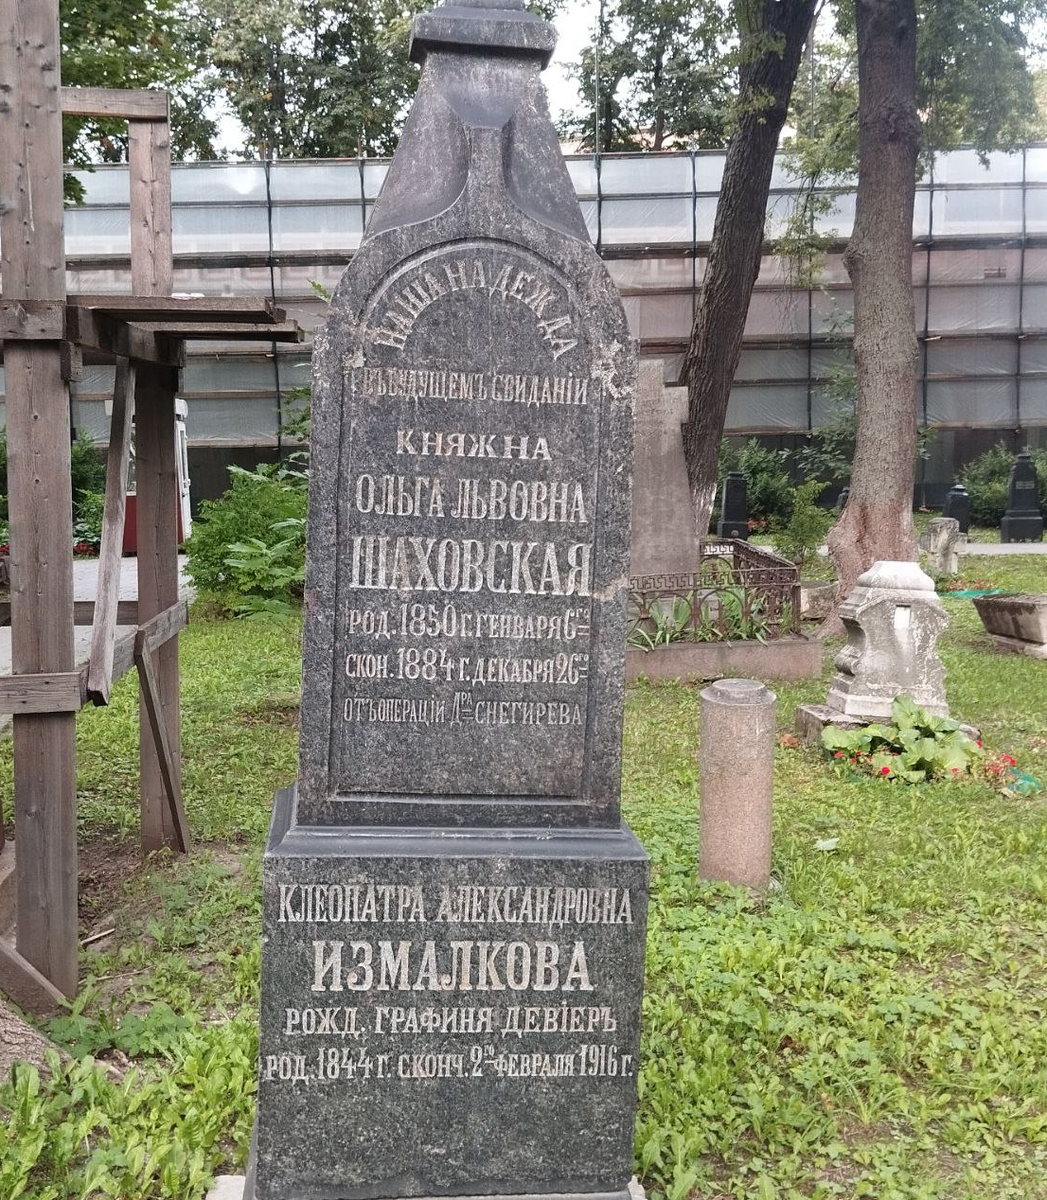 НАША НАДЕЖДА
ВЪ БУДУЩЕМЪ СВИДАНІИ
КНЯЖНА
ОЛЬГА ЛЬВОВНА
ШАХОВСКАЯ
РОД. 1850 Г. ГЕНВАРЯ 6ГО
СКОН. 1884 Г. ДЕКАБРЯ 26ГО
ОТЪ ОПЕРАЦІИ ДРА СНЕГИРЕВА
КЛЕОПАТРА АЛЕКСАНДРОВНА
ИЗМАЛКОВА
РОЖД. ГРАФИНЯ ДЕВІЕРЪ
РОД. 1844 Г. СКОНЧ. 2ГО ФЕВРАЛЯ 1916 Г.